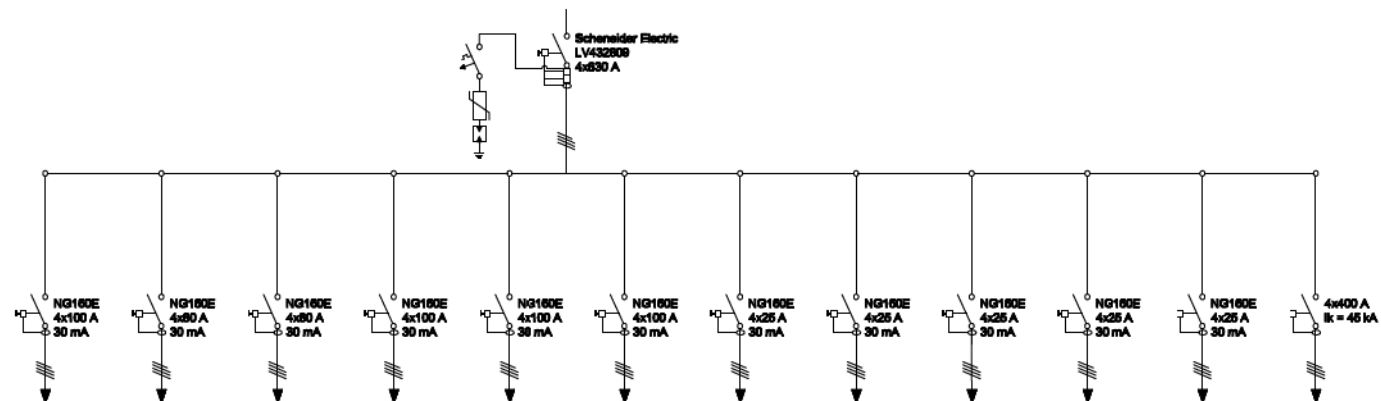 Scheneider Electric
LV432809
4x630 A
NG160E
4x100 A
30 mA
NG160E
4x80 A
30 mA
NG160E
4x80 A
30 mA
NG160E
4x100 A
30 mA
NG160E
4x100 A
30 mA
NG160E
4x100 A
30 mA
NG160E
4x25 A
30 mA
NG160E
4x25 A
30 mA
NG160E
4x25 A
30 mA
NG160E
4x25 A
30 mA
NG160E
4x25 A
30 mA
4x400 A
Ik = 45 kA